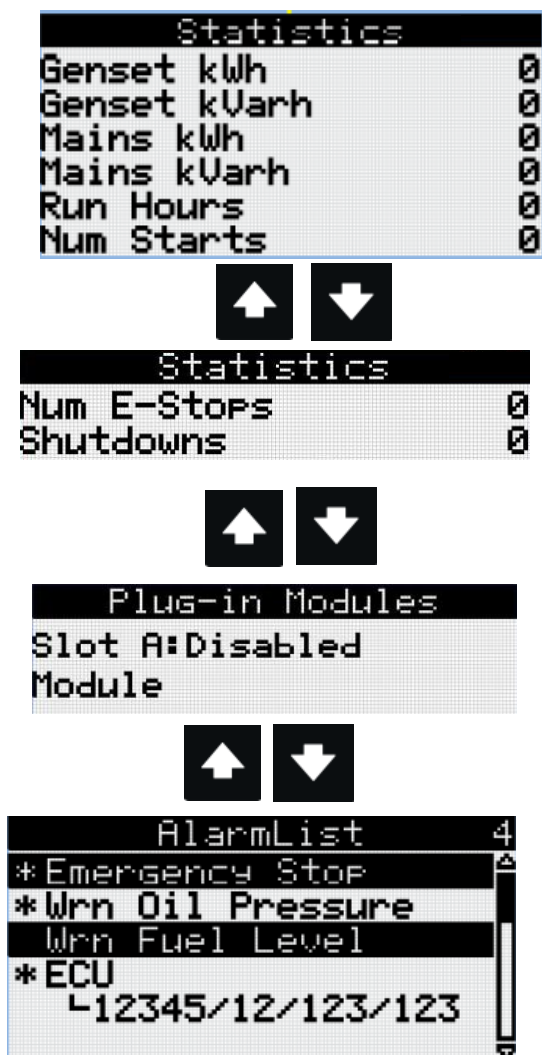 Statistics
Genset kWh 0
Genset kVarh 0
Mains kWh 0
Mains kVarh 0
Run Hours 0
Num Starts 0
Statistics
Num E-Stops 0
Shutdowns 0
Plug-in Modules
Slot A:Disabled
Module
AlarmList 4
*Emergency Stop
*Wrn Oil Pressure
Wrn Fuel Level
*ECU
└12345/12/123/123